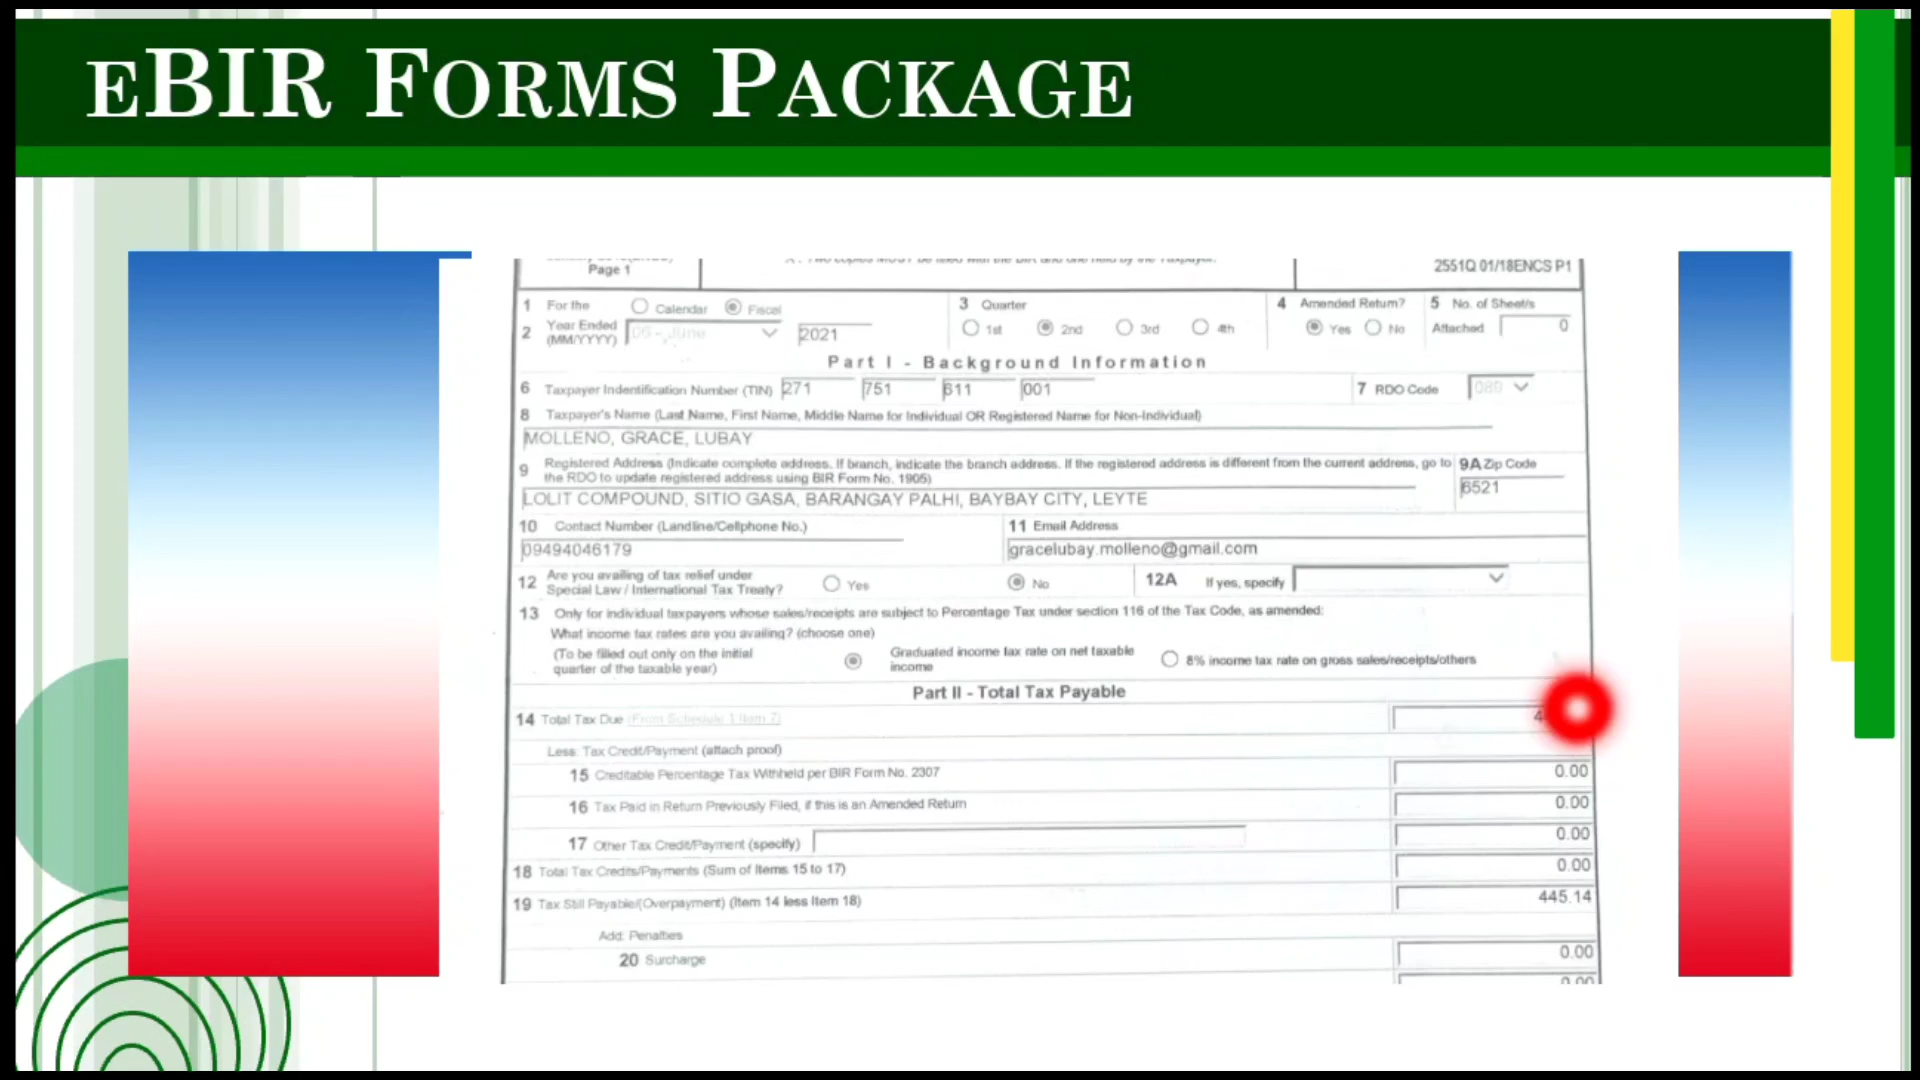 eBIR Forms Package
Page 1
2551Q 01/18ENCS P1
1 For the Calendar Fiscal
3 Quarter
4 Amended Return?
5 No. of Sheet/s
2 Year Ended
(MM/YYYY)
06 - June 2021
1st 2nd 3rd 4th
Yes No
Attached 0
Part I - Background Information
6 Taxpayer Indentification Number (TIN) 271 751 611 001
7 RDO Code 089
8 Taxpayer's Name (Last Name, First Name, Middle Name for Individual OR Registered Name for Non-Individual)
MOLLENO, GRACE, LUBAY
9 Registered Address (Indicate complete address. If branch, indicate the branch address. If the registered address is different from the current address, go to
the RDO to update registered address using BIR Form No. 1905)
9A Zip Code
6521
LOLIT COMPOUND, SITIO GASA, BARANGAY PALHI, BAYBAY CITY, LEYTE
10 Contact Number (Landline/Cellphone No.)
11 Email Address
09494046179
gracelubay.molleno@gmail.com
12 Are you availing of tax relief under
Special Law / International Tax Treaty?
Yes No
12A If yes, specify
13 Only for individual taxpayers whose sales/receipts are subject to Percentage Tax under section 116 of the Tax Code, as amended:
What income tax rates are you availing? (choose one)
(To be filled out only on the initial
quarter of the taxable year)
Graduated income tax rate on net taxable
income
8% income tax rate on gross sales/receipts/others
Part II - Total Tax Payable
14 Total Tax Due (From Schedule 1 Item 7)
Less: Tax Credit/Payment (attach proof)
15 Creditable Percentage Tax Withheld per BIR Form No. 2307 0.00
16 Tax Paid in Return Previously Filed, if this is an Amended Return 0.00
17 Other Tax Credit/Payment (specify) 0.00
18 Total Tax Credits/Payments (Sum of Items 15 to 17) 0.00
19 Tax Still Payable/(Overpayment) (Item 14 less Item 18) 445.14
Add: Penalties
20 Surcharge 0.00